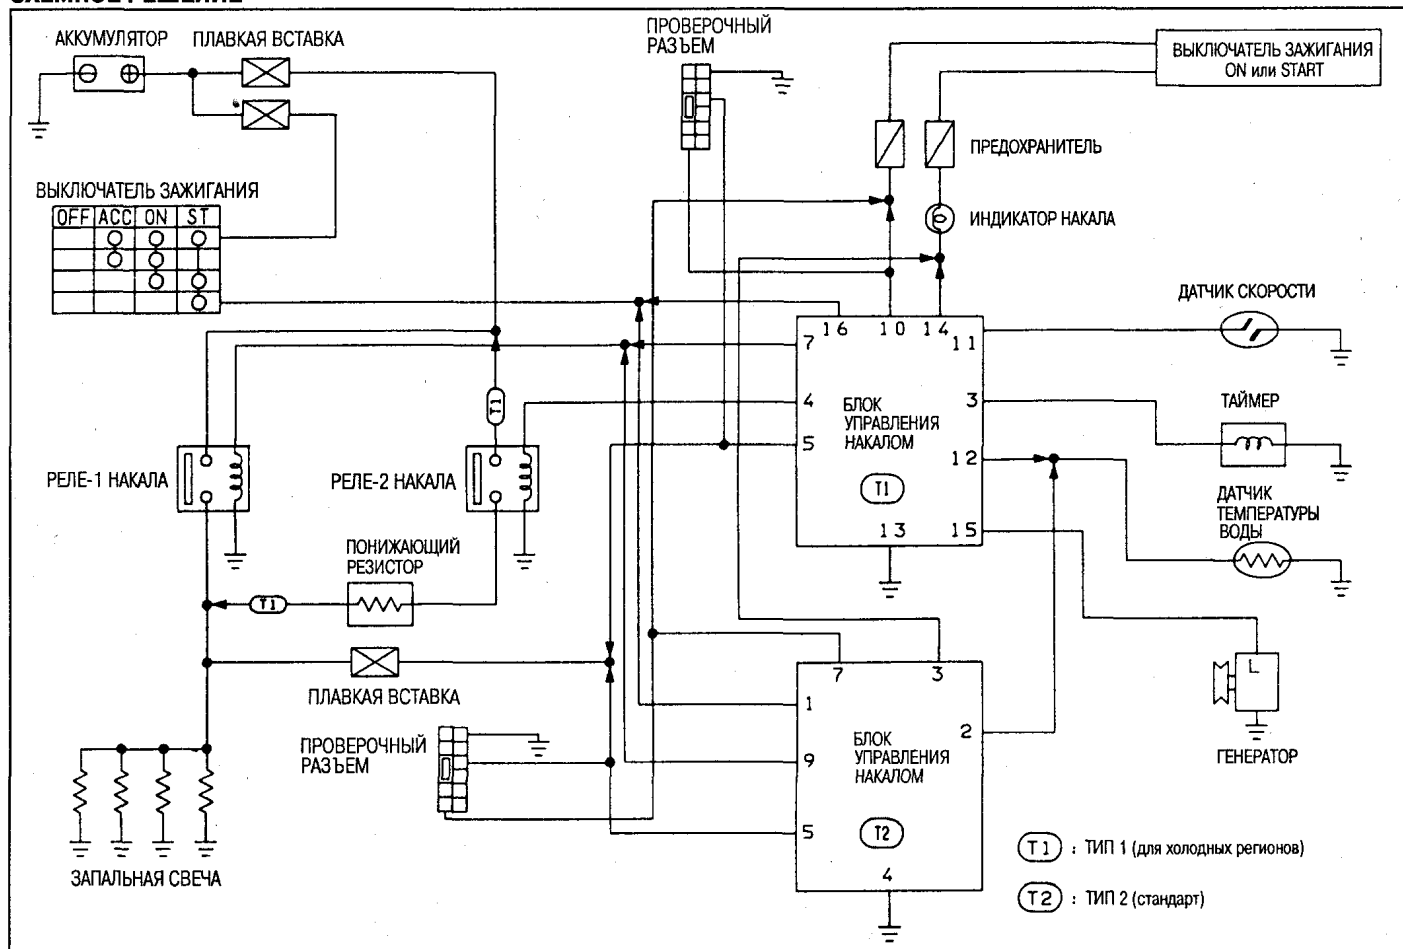 СХЕМНОЕ РЕШЕНИЕ
АККУМУЛЯТОР
ПЛАВКАЯ ВСТАВКА
ПРОВЕРОЧНЫЙ
РАЗЪЕМ
ВЫКЛЮЧАТЕЛЬ ЗАЖИГАНИЯ
ON или START
ПРЕДОХРАНИТЕЛЬ
ВЫКЛЮЧАТЕЛЬ ЗАЖИГАНИЯ
OFF ACC ON ST
ИНДИКАТОР НАКАЛА
ДАТЧИК СКОРОСТИ
16 10 14
7
11
4
3
5
12
13
15
БЛОК
УПРАВЛЕНИЯ
НАКАЛОМ
T1
ТАЙМЕР
T1
РЕЛЕ-1 НАКАЛА
РЕЛЕ-2 НАКАЛА
ДАТЧИК
ТЕМПЕРАТУРЫ
ВОДЫ
ПОНИЖАЮЩИЙ
РЕЗИСТОР
T1
ПЛАВКАЯ ВСТАВКА
7
3
1
2
9
5
4
БЛОК
УПРАВЛЕНИЯ
НАКАЛОМ
T2
L
ГЕНЕРАТОР
ПРОВЕРОЧНЫЙ
РАЗЪЕМ
ЗАПАЛЬНАЯ СВЕЧА
T1 : ТИП 1 (для холодных регионов)
T2 : ТИП 2 (стандарт)